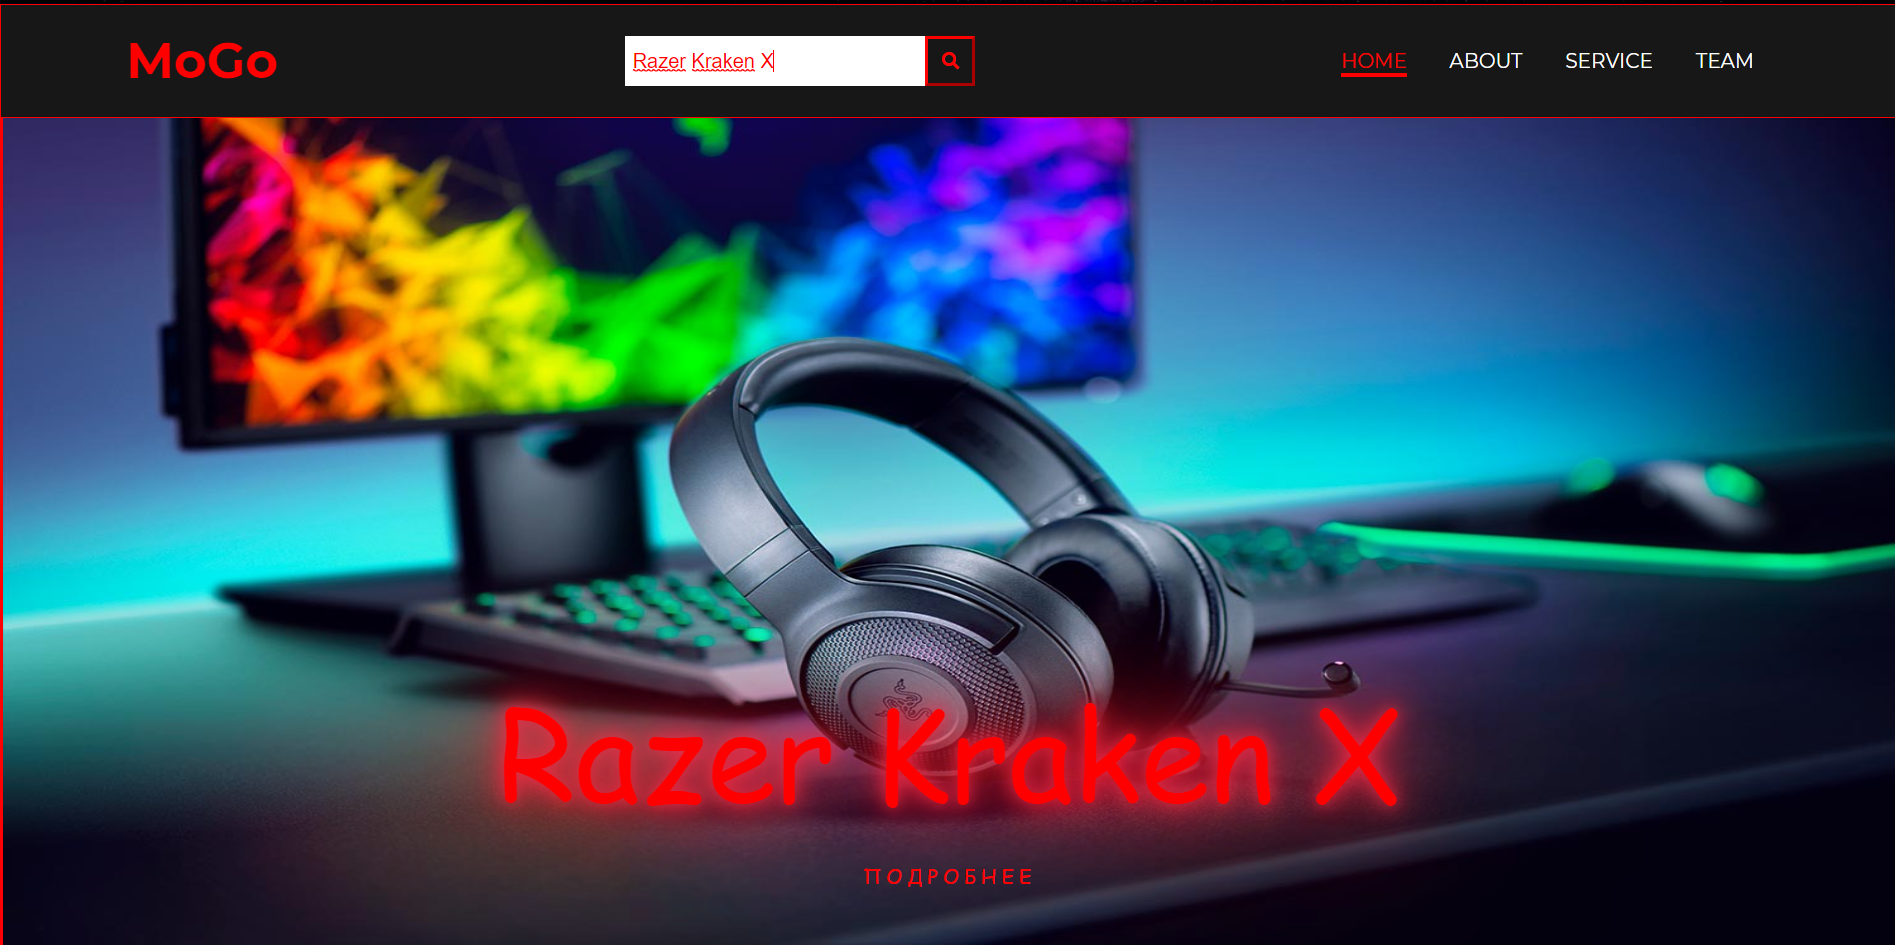 MoGo
Razer Kraken X
HOME ABOUT SERVICE TEAM
Razer Kraken X
ПОДРОБНЕЕ